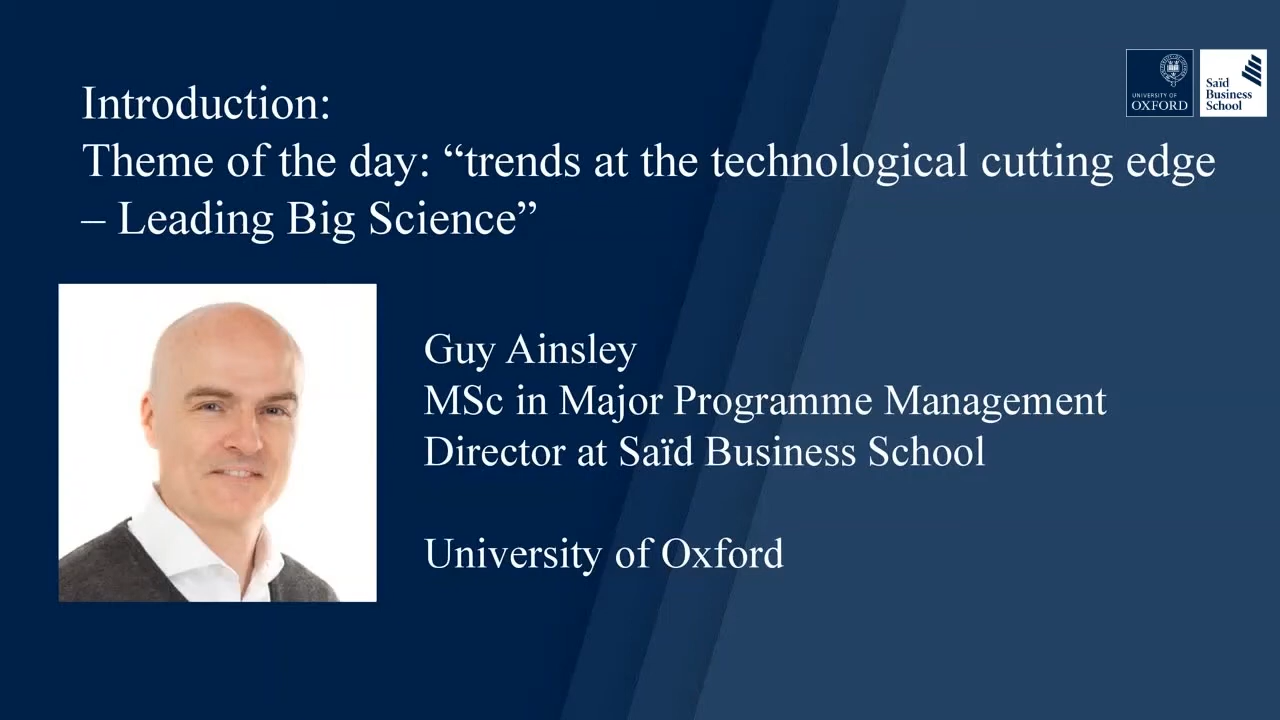 UNIVERSITY OF
OXFORD
Saïd
Business
School
Introduction:
Theme of the day: “trends at the technological cutting edge
– Leading Big Science”
Guy Ainsley
MSc in Major Programme Management
Director at Saïd Business School
University of Oxford